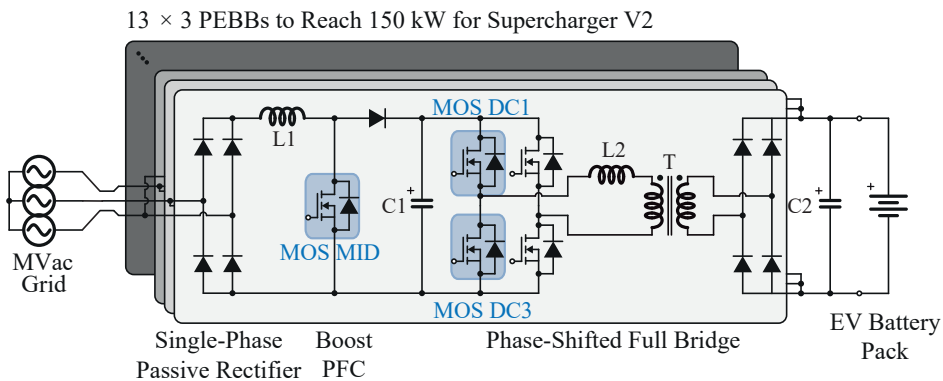 13 × 3 PEBBs to Reach 150 kW for Supercharger V2
MOS DC1
L1
L2
T
+
C1
C2
+
+
MOS MID
MVac
Grid
MOS DC3
Single-Phase
Passive Rectifier
Boost
PFC
Phase-Shifted Full Bridge
EV Battery
Pack